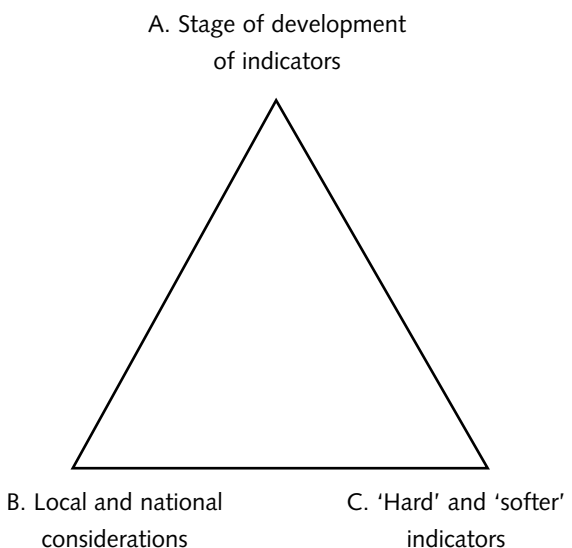 A. Stage of development
of indicators
B. Local and national
considerations
C. ‘Hard’ and ‘softer’
indicators